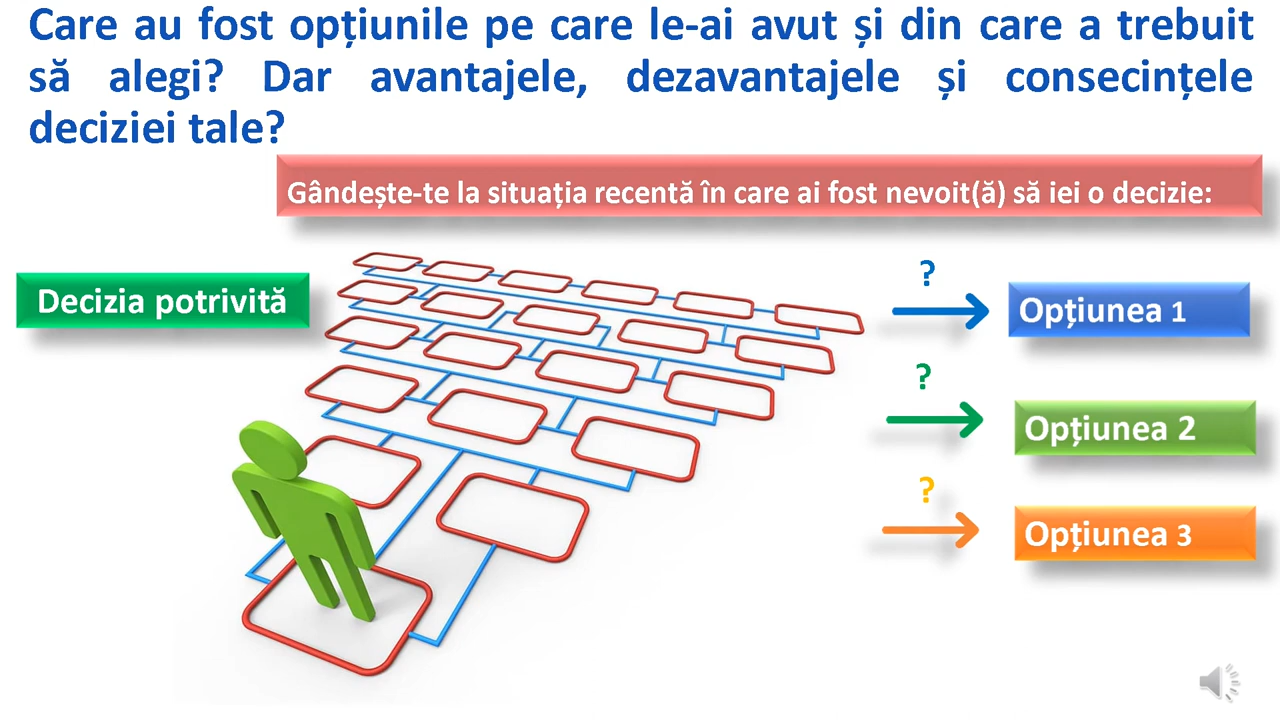 Care au fost opțiunile pe care le-ai avut și din care a trebuit
să alegi? Dar avantajele, dezavantajele și consecințele
deciziei tale?
Gândește-te la situația recentă în care ai fost nevoit(ă) să iei o decizie:
Decizia potrivită
?
Opțiunea 1
?
Opțiunea 2
?
Opțiunea 3